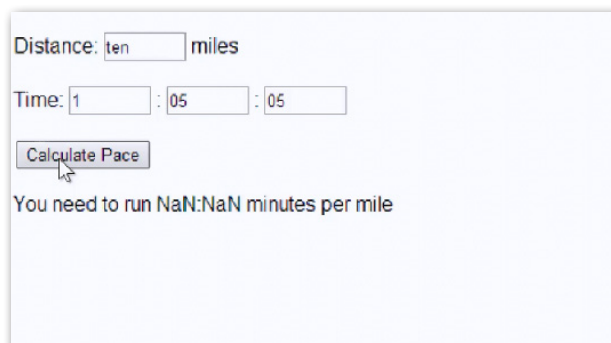 Distance: ten miles
Time: 1 : 05 : 05
Calculate Pace
You need to run NaN:NaN minutes per mile